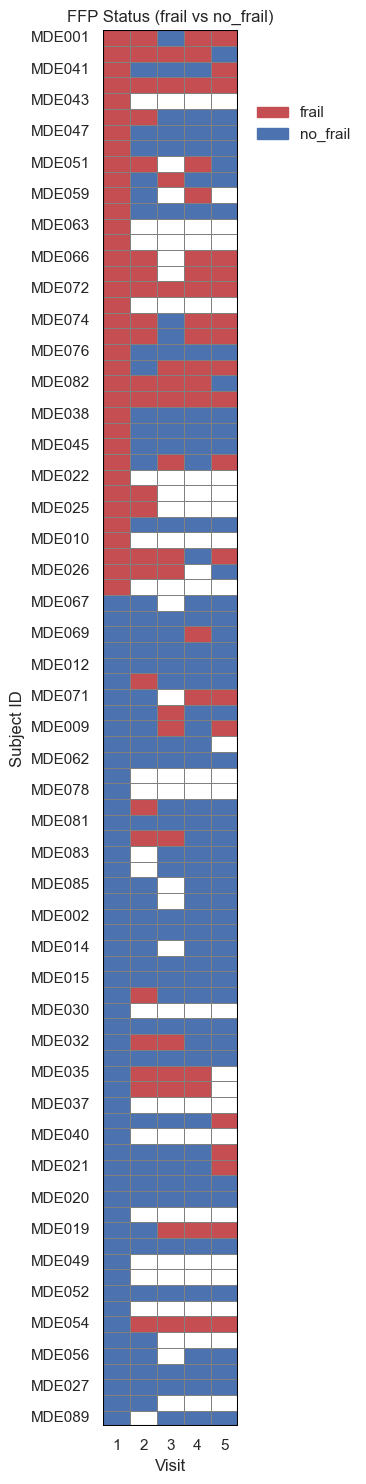 FFP Status (frail vs no_frail)
MDE001
MDE041
MDE043
MDE047
MDE051
MDE059
MDE063
MDE066
MDE072
MDE074
MDE076
MDE082
MDE038
MDE045
MDE022
MDE025
MDE010
MDE026
MDE067
MDE069
MDE012
MDE071
MDE009
MDE062
MDE078
MDE081
MDE083
MDE085
MDE002
MDE014
MDE015
MDE030
MDE032
MDE035
MDE037
MDE040
MDE021
MDE020
MDE019
MDE049
MDE052
MDE054
MDE056
MDE027
MDE089
Subject ID
1 2 3 4 5
Visit
frail
no_frail